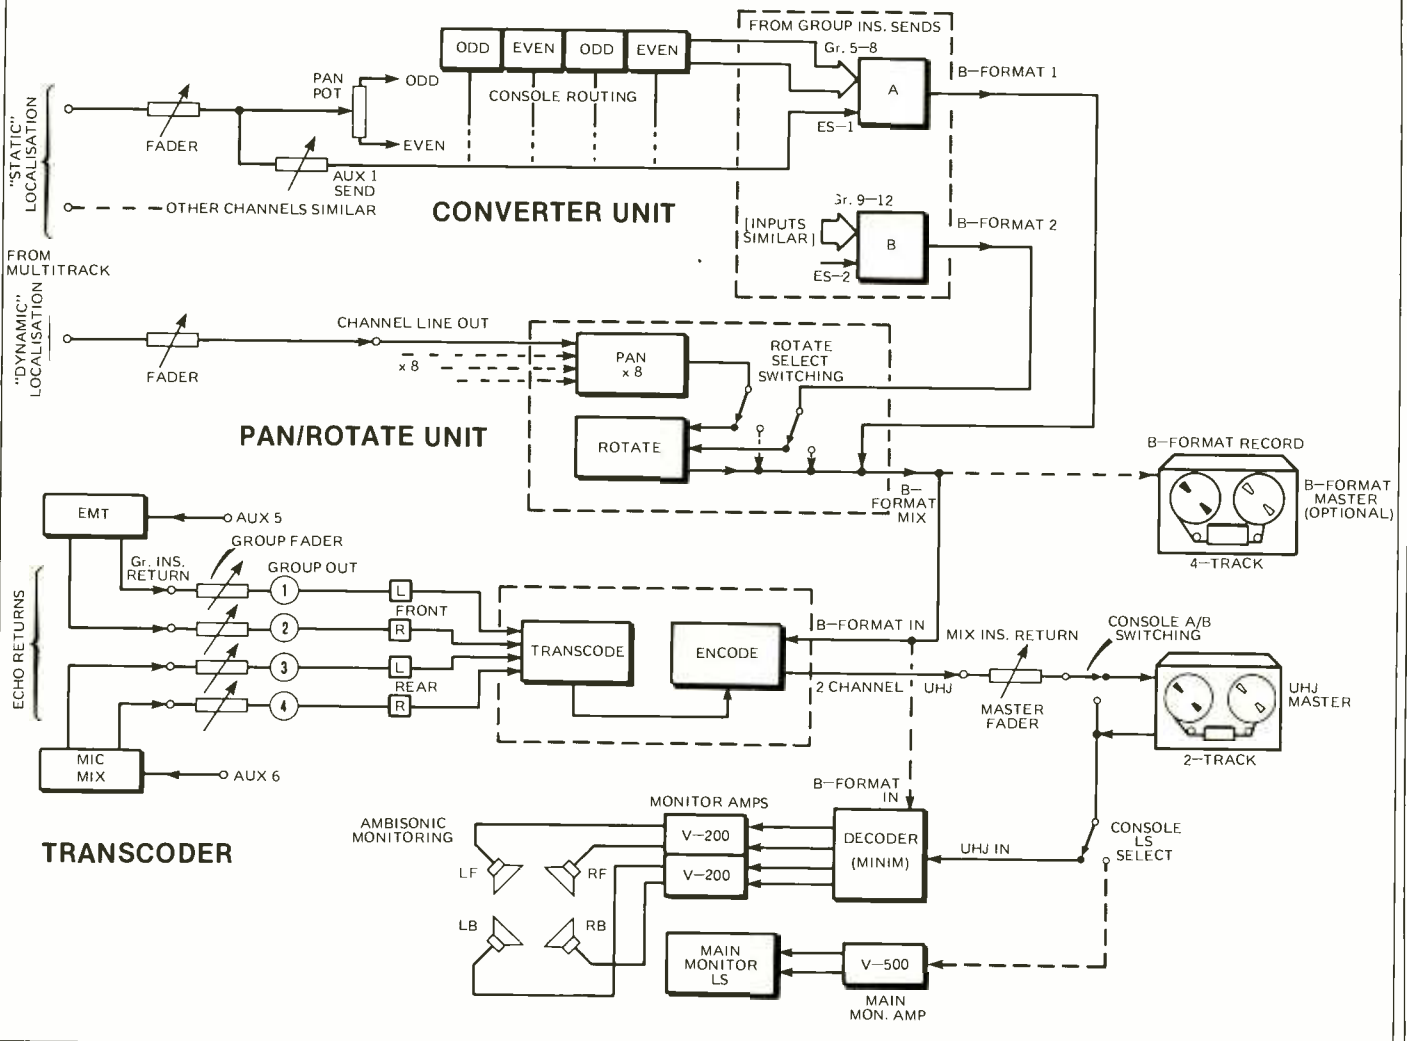 FROM GROUP INS. SENDS
ODD
EVEN
ODD
EVEN
Gr. 5–8
B–FORMAT 1
PAN
POT
ODD
EVEN
CONSOLE ROUTING
A
ES–1
"STATIC"
LOCALISATION
FADER
AUX 1
SEND
OTHER CHANNELS SIMILAR
CONVERTER UNIT
Gr. 9–12
[INPUTS
SIMILAR]
B
B–FORMAT 2
ES–2
FROM
MULTITRACK
"DYNAMIC"
LOCALISATION
FADER
CHANNEL LINE OUT
x 8
PAN
x 8
ROTATE
SELECT
SWITCHING
PAN/ROTATE UNIT
ROTATE
B–
FORMAT
MIX
B–FORMAT RECORD
B–FORMAT
MASTER
(OPTIONAL)
4–TRACK
EMT
AUX 5
GROUP FADER
Gr. INS.
RETURN
GROUP OUT
ECHO RETURNS
1
L
FRONT
2
R
3
L
REAR
4
R
TRANSCODE
ENCODE
B–FORMAT IN
2 CHANNEL UHJ
MIX INS. RETURN
MASTER
FADER
CONSOLE A/B
SWITCHING
UHJ
MASTER
2–TRACK
MIC
MIX
AUX 6
TRANSCODER
AMBISONIC
MONITORING
MONITOR AMPS
B–FORMAT
IN
V–200
V–200
DECODER
(MINIM)
UHJ IN
CONSOLE
LS
SELECT
LF
RF
LB
RB
MAIN
MONITOR
LS
V–500
MAIN
MON. AMP